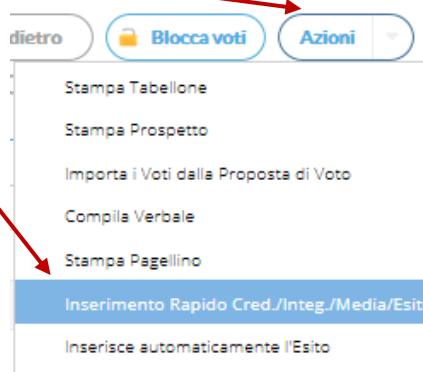 dietro Blocca voti Azioni
Stampa Tabellone
Stampa Prospetto
Importa i Voti dalla Proposta di Voto
Compila Verbale
Stampa Pagellino
Inserimento Rapido Cred./Integ./Media/Esit
Inserisce automaticamente l'Esito